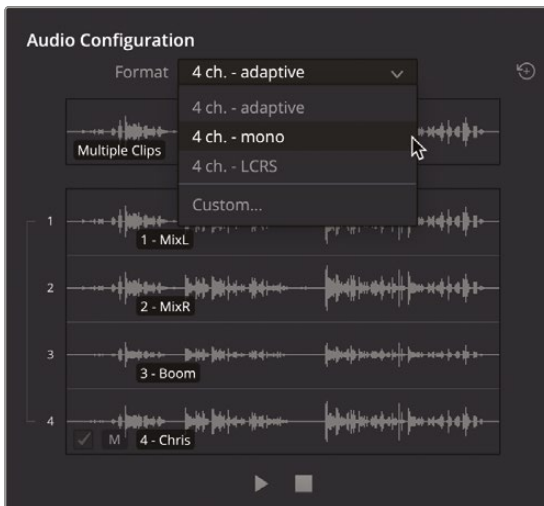 Audio Configuration
Format 4 ch. - adaptive
4 ch. - adaptive
4 ch. - mono
4 ch. - LCRS
Custom...
Multiple Clips
1
1 - MixL
2
2 - MixR
3
3 - Boom
4
M 4 - Chris